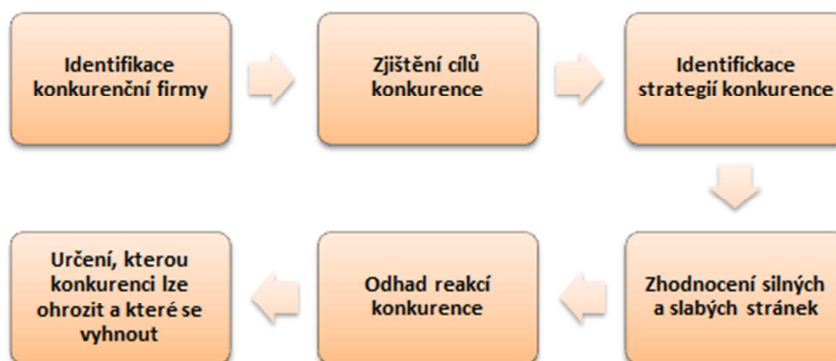 Identifikace
konkurenční firmy
Zjištění cílů
konkurence
Identifickace
strategií konkurence
Zhodnocení silných
a slabých stránek
Odhad reakcí
konkurence
Určení, kterou
konkurenci lze
ohrozit a které se
vyhnout